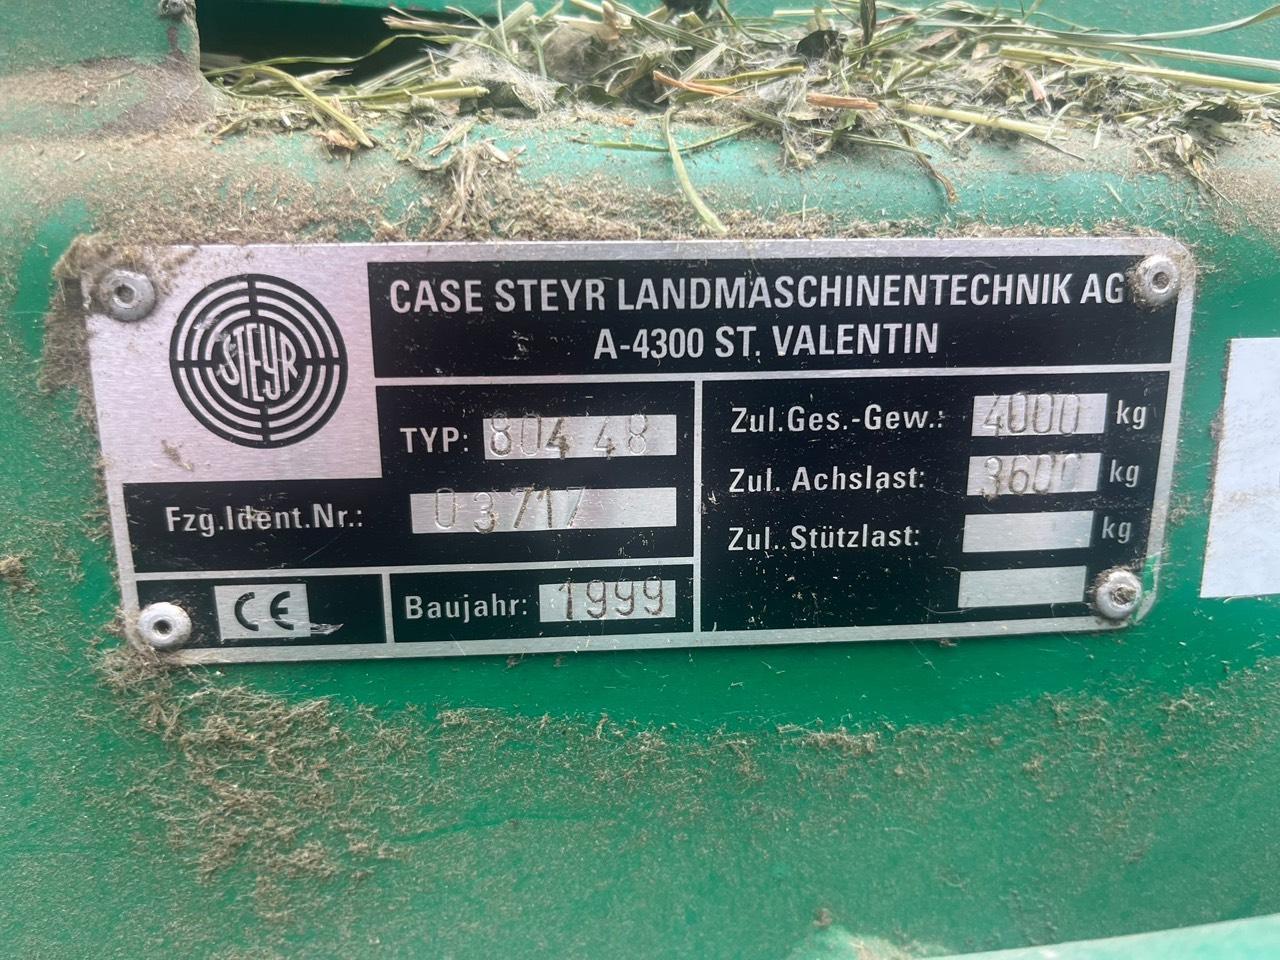 STEYR
CASE STEYR LANDMASCHINENTECHNIK AG
A-4300 ST. VALENTIN
TYP: 804 48
Fzg.Ident.Nr.: 03717
CE
Baujahr: 1999
Zul.Ges.-Gew.: 4000 kg
Zul. Achslast: 3600 kg
Zul. Stützlast: kg